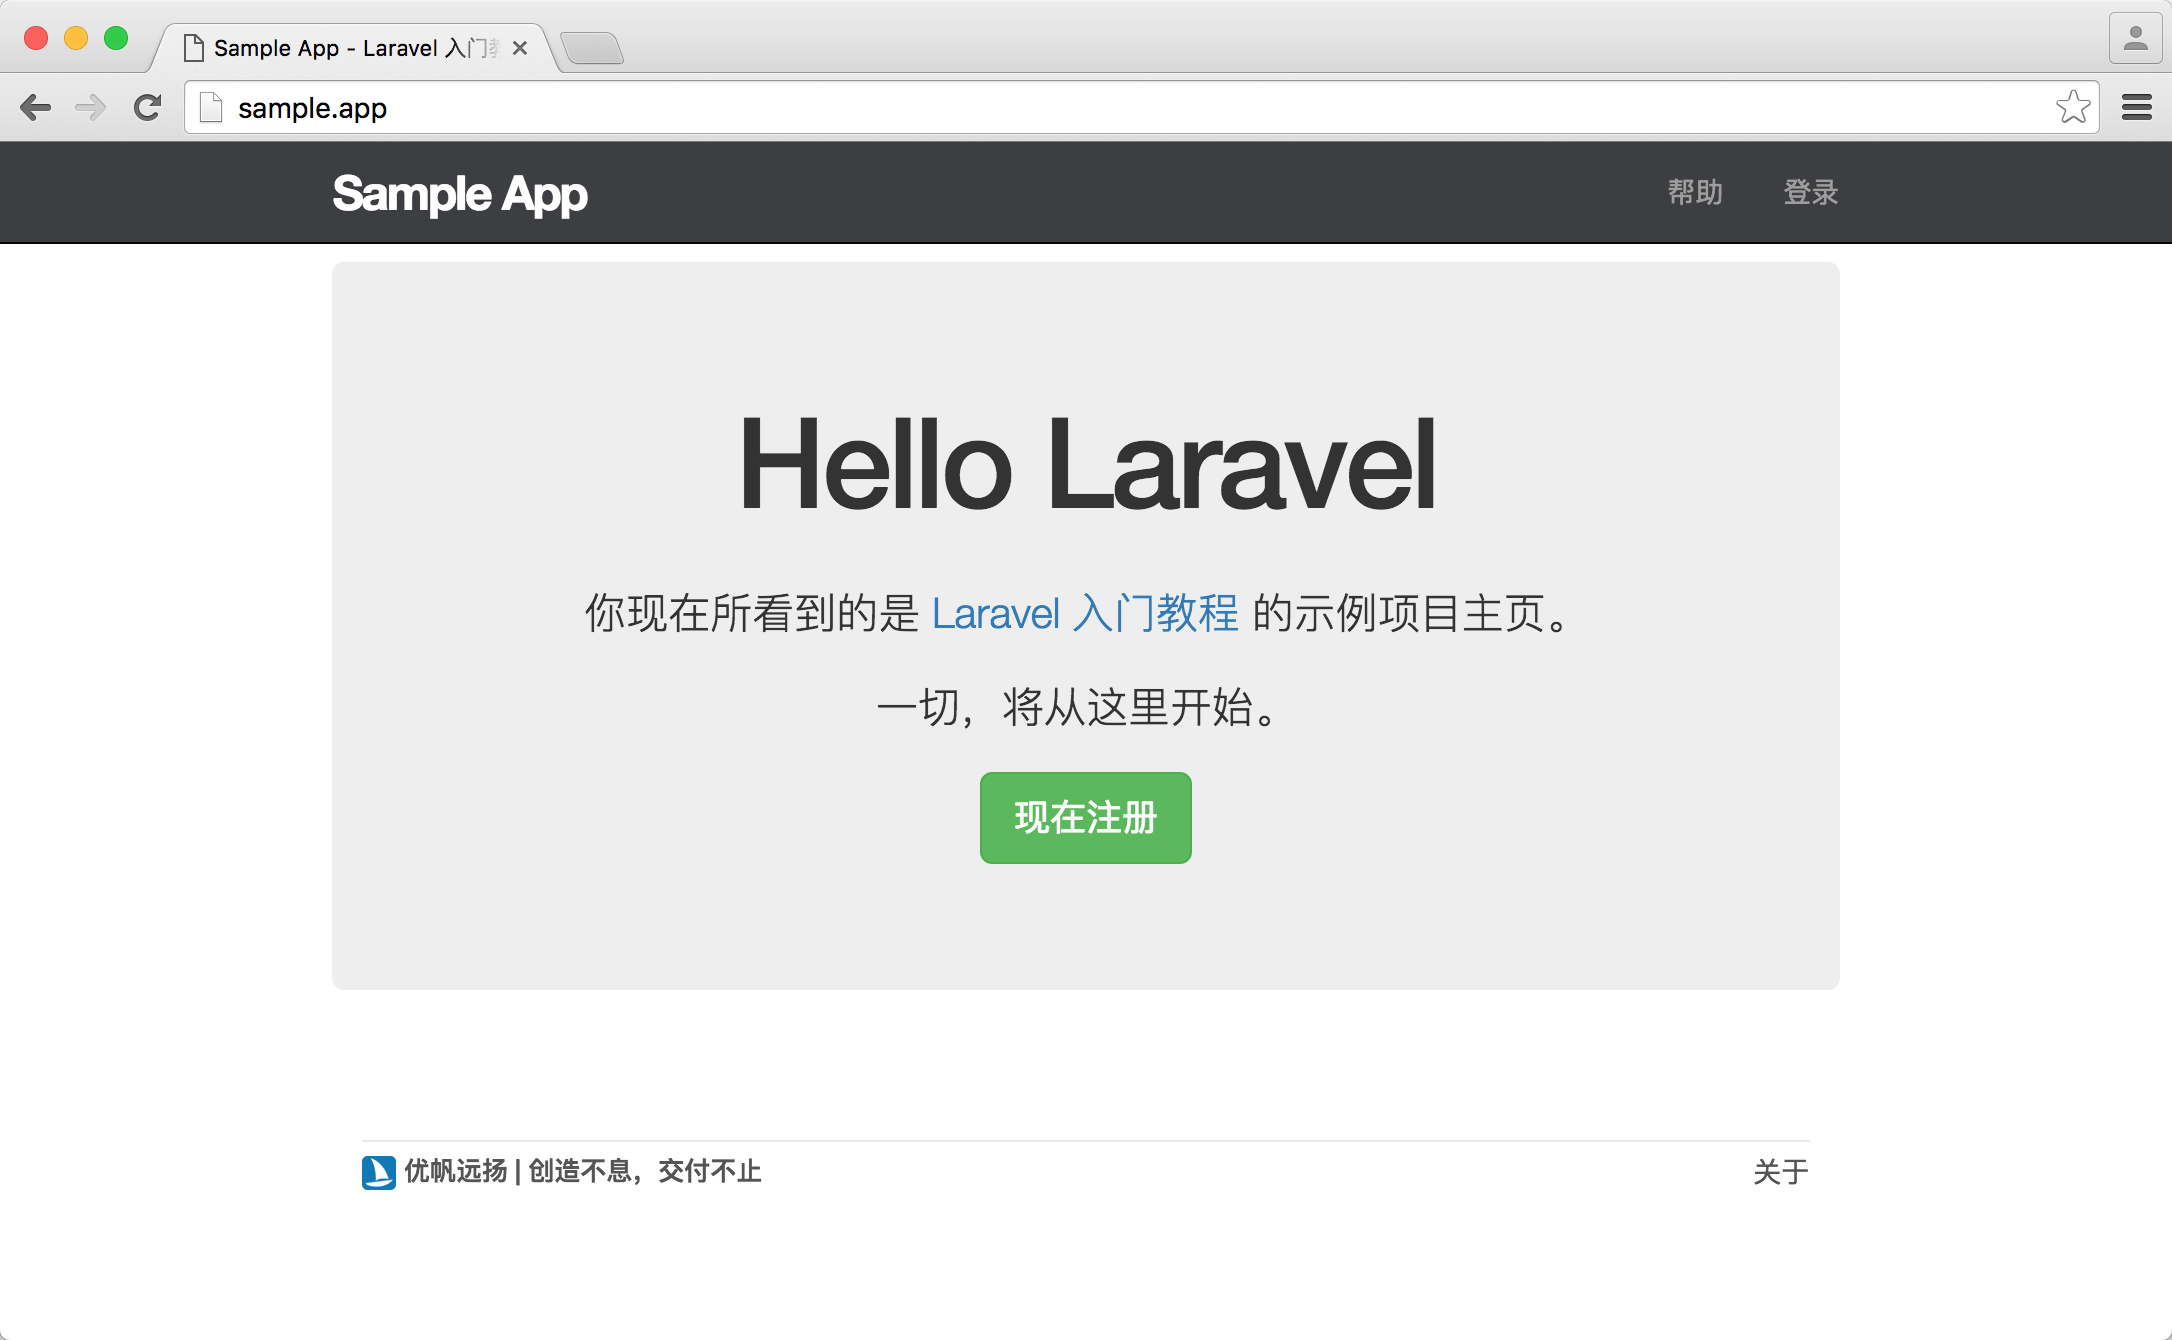 Sample App - Laravel 入门
sample.app
Sample App
帮助
登录
Hello Laravel
你现在所看到的是 Laravel 入门教程 的示例项目主页。
一切，将从这里开始。
现在注册
优帆远扬 | 创造不息，交付不止
关于